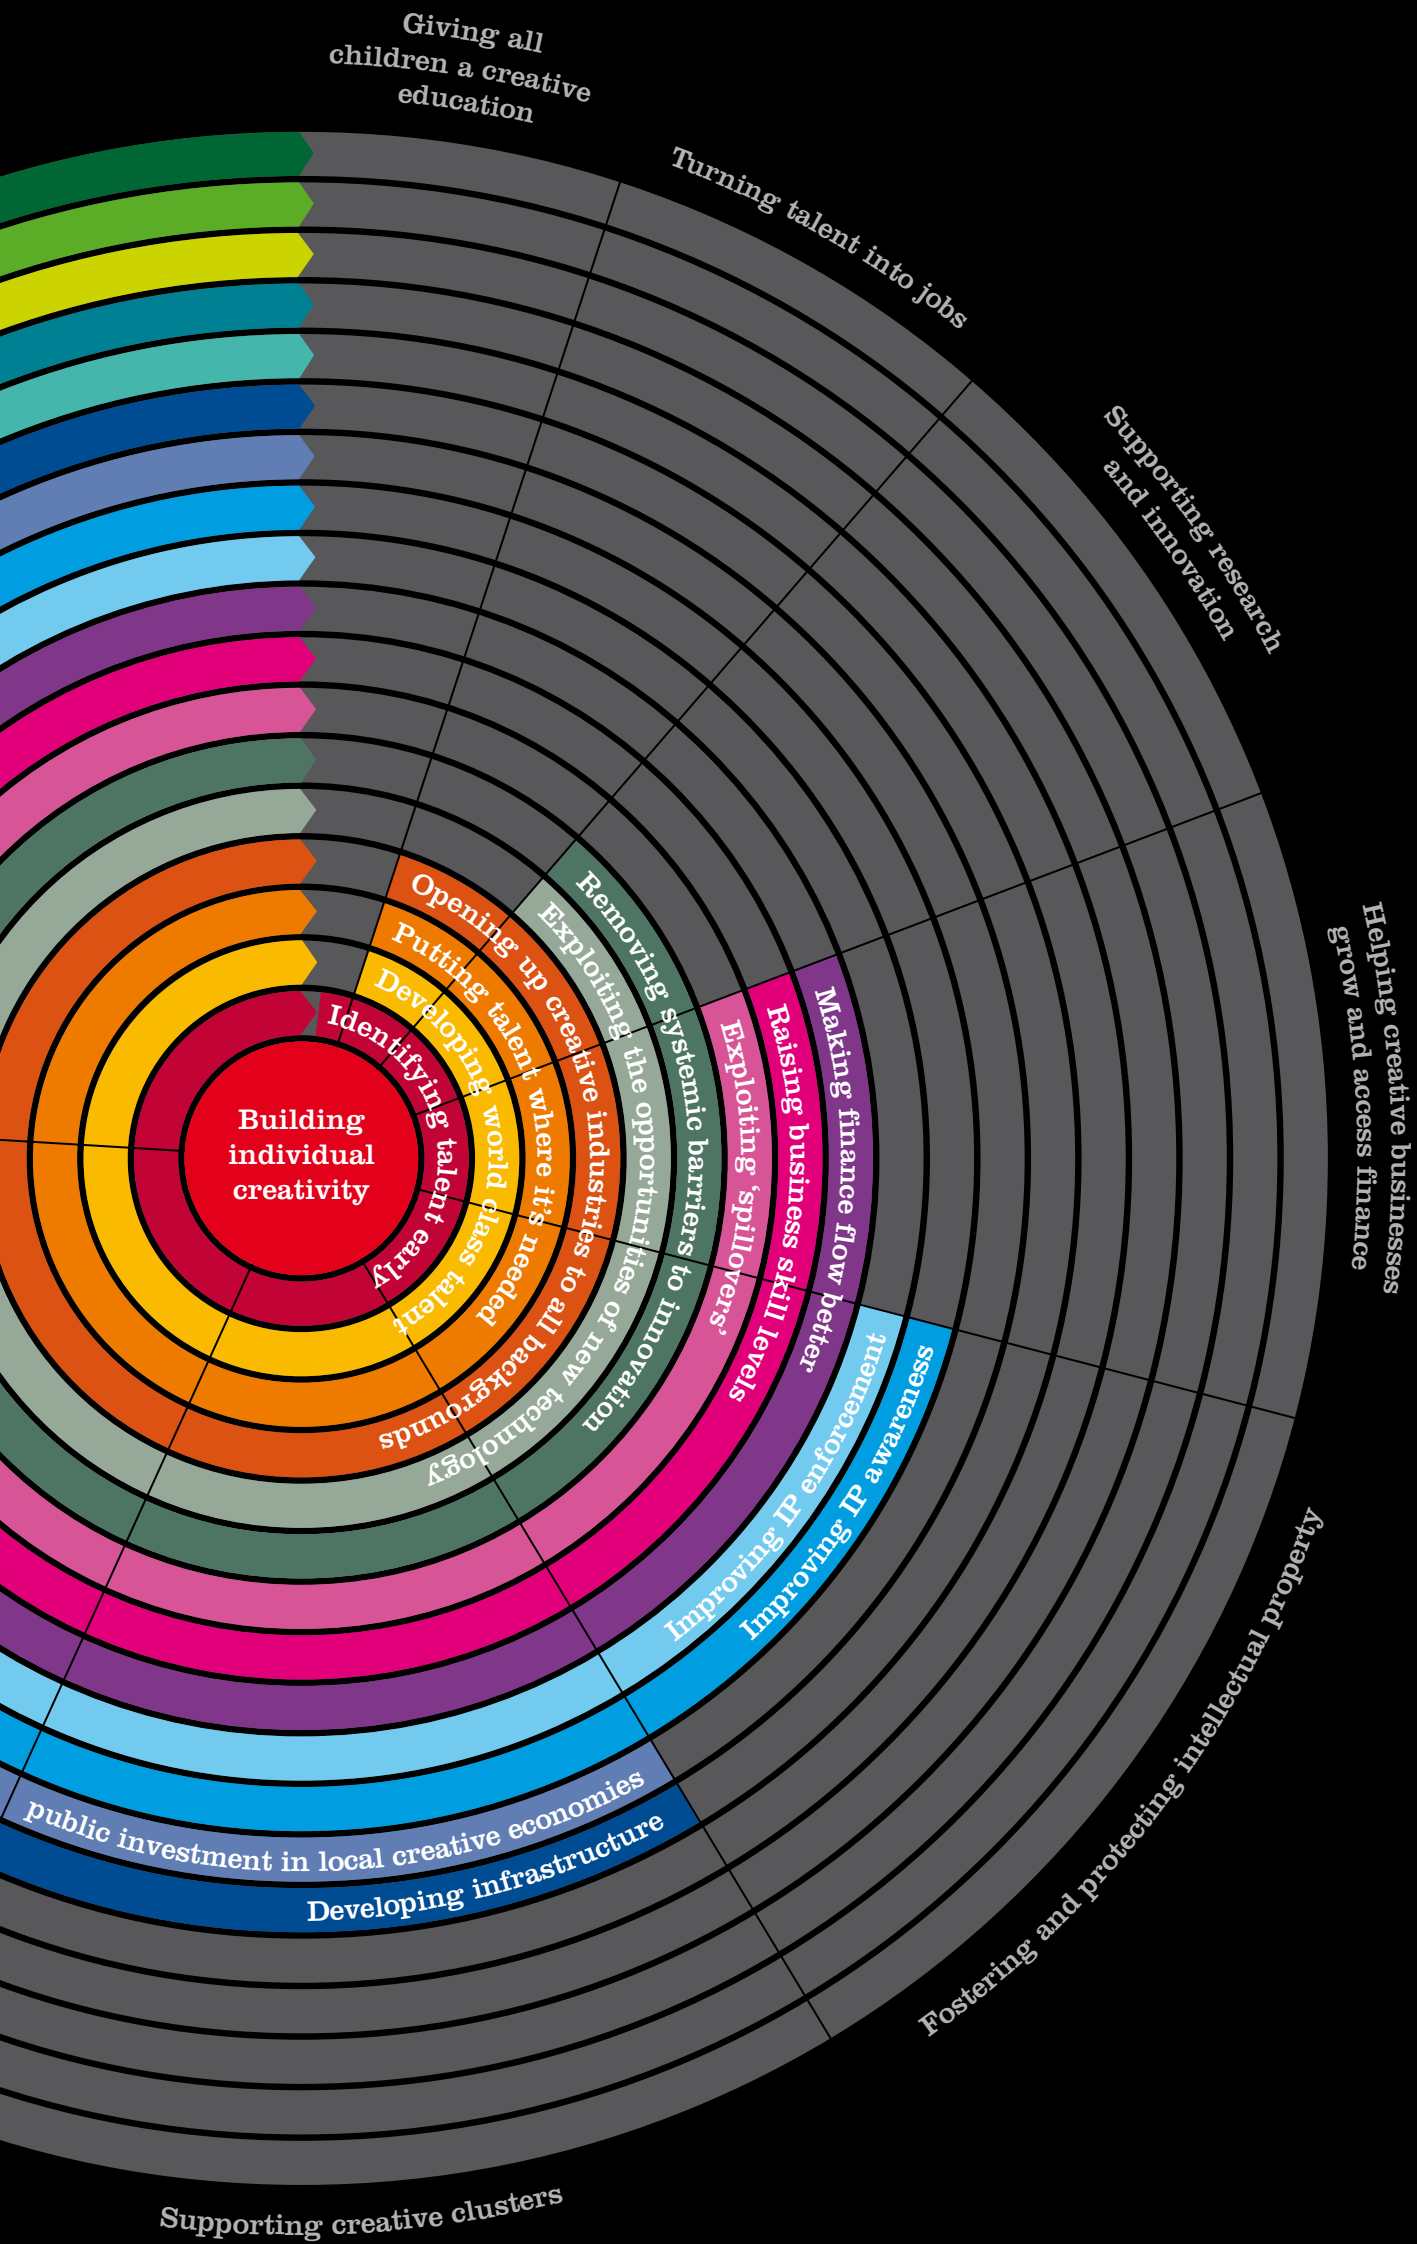 Giving all
children a creative
education
Turning talent into jobs
Supporting research
and innovation
Helping creative businesses
grow and access finance
Fostering and protecting intellectual property
Supporting creative clusters
Building
individual
creativity
Identifying talent early
Developing world class talent
Putting talent where it's needed
Opening up creative industries to all backgrounds
Exploiting the opportunities of new technology
Removing systemic barriers to innovation
Exploiting ‘spillovers’
Raising business skill levels
Making finance flow better
Improving IP enforcement
Improving IP awareness
public investment in local creative economies
Developing infrastructure